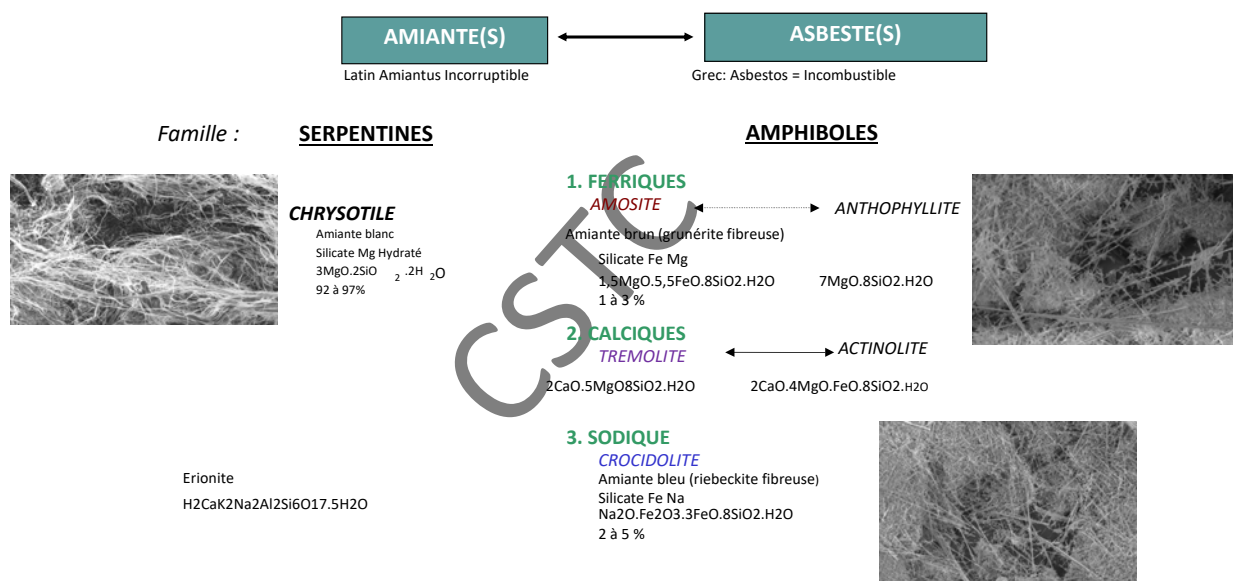 AMIANTE(S)
ASBESTE(S)
Latin Amiantus Incorruptible
Grec: Asbestos = Incombustible
Famille :
SERPENTINES
AMPHIBOLES
CHRYSOTILE
Amiante blanc
Silicate Mg Hydraté
3MgO.2SiO 2 .2H 2O
92 à 97%
1. FERRIQUES
AMOSITE
ANTHOPHYLLITE
Amiante brun (grunérite fibreuse)
Silicate Fe Mg
1,5MgO.5,5FeO.8SiO2.H2O
7MgO.8SiO2.H2O
1 à 3 %
2. CALCIQUES
TREMOLITE
ACTINOLITE
2CaO.5MgO8SiO2.H2O
2CaO.4MgO.FeO.8SiO2.H2O
3. SODIQUE
CROCIDOLITE
Amiante bleu (riebeckite fibreuse)
Silicate Fe Na
Na2O.Fe2O3.3FeO.8SiO2.H2O
2 à 5 %
Erionite
H2CaK2Na2Al2Si6O17.5H2O
CSTC